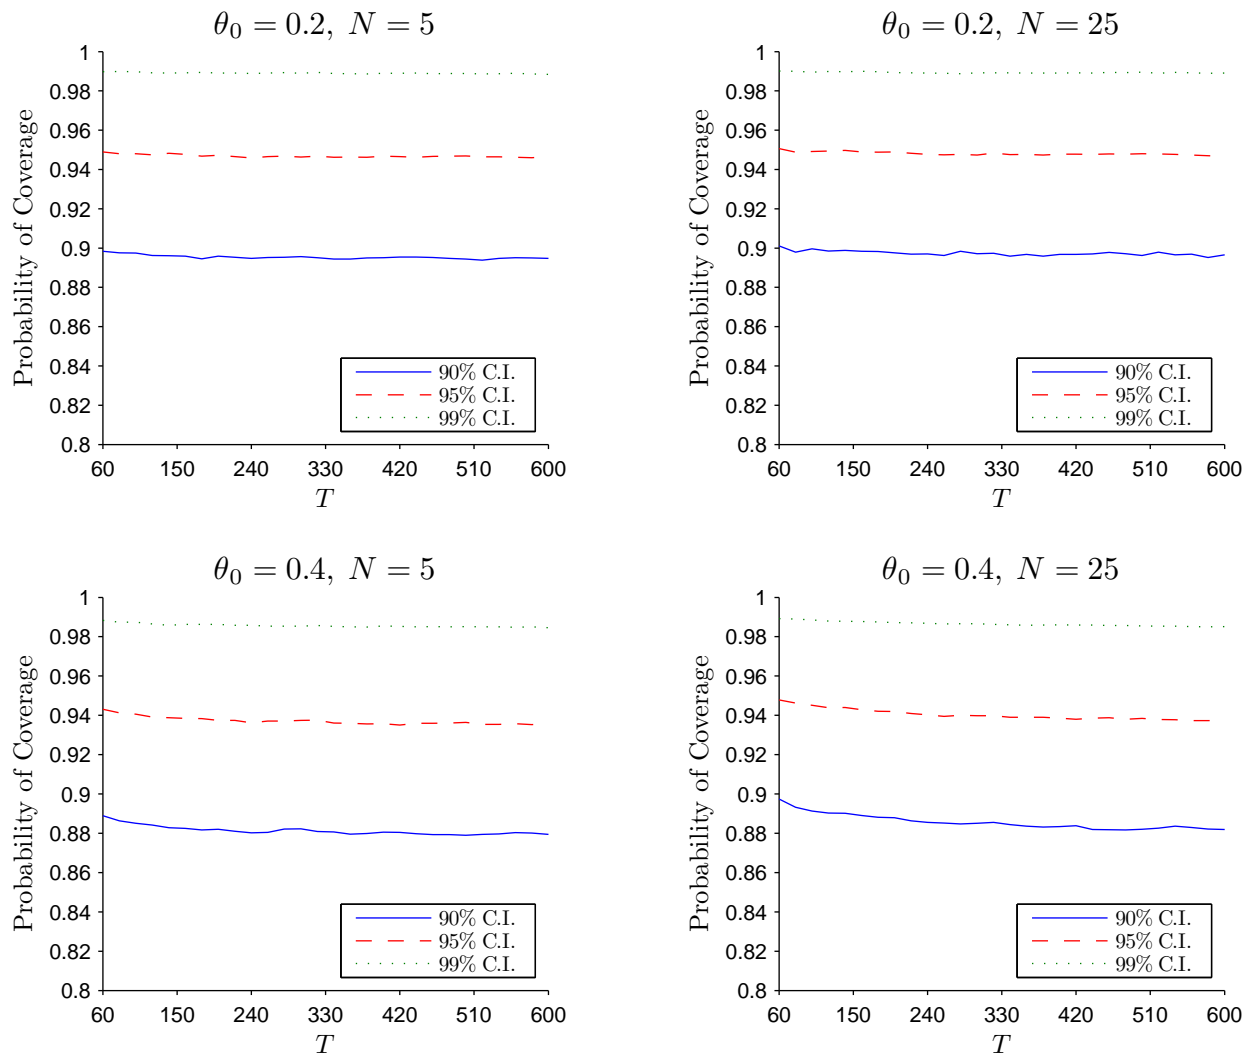 θ₀ = 0.2, N = 5
Probability of Coverage
1
0.98
0.96
0.94
0.92
0.9
0.88
0.86
0.84
0.82
0.8
90% C.I.
95% C.I.
99% C.I.
60 150 240 330 420 510 600
T
θ₀ = 0.2, N = 25
Probability of Coverage
1
0.98
0.96
0.94
0.92
0.9
0.88
0.86
0.84
0.82
0.8
90% C.I.
95% C.I.
99% C.I.
60 150 240 330 420 510 600
T
θ₀ = 0.4, N = 5
Probability of Coverage
1
0.98
0.96
0.94
0.92
0.9
0.88
0.86
0.84
0.82
0.8
90% C.I.
95% C.I.
99% C.I.
60 150 240 330 420 510 600
T
θ₀ = 0.4, N = 25
Probability of Coverage
1
0.98
0.96
0.94
0.92
0.9
0.88
0.86
0.84
0.82
0.8
90% C.I.
95% C.I.
99% C.I.
60 150 240 330 420 510 600
T